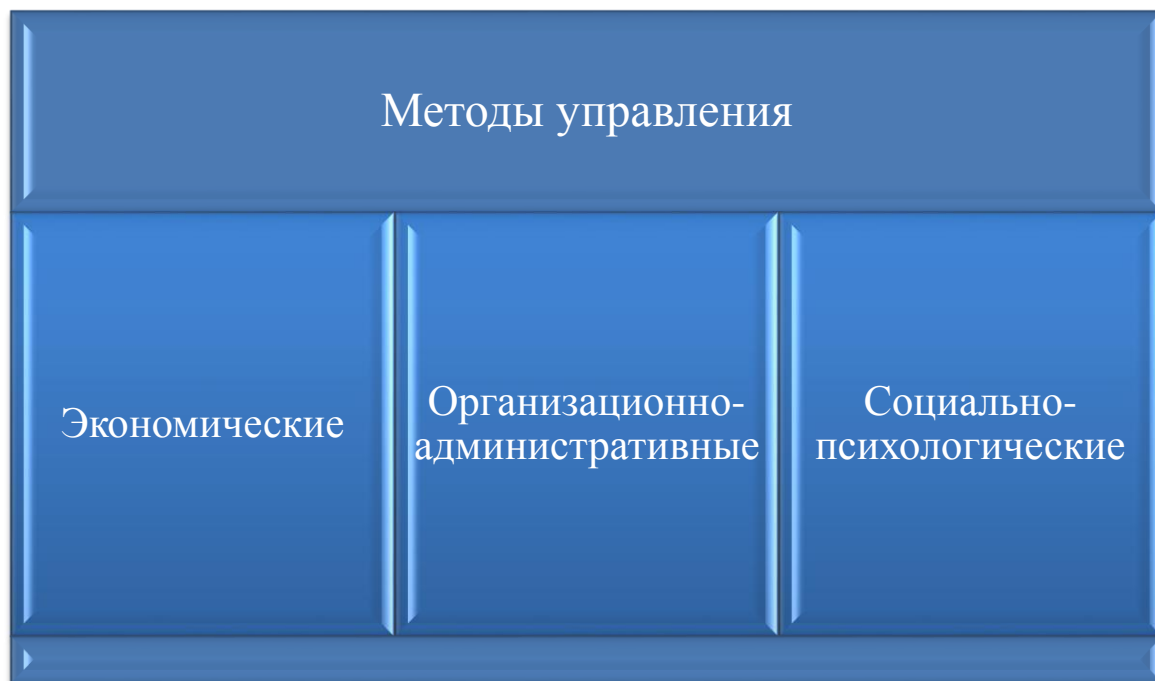 Методы управления
Экономические
Организационно-
административные
Социально-
психологические